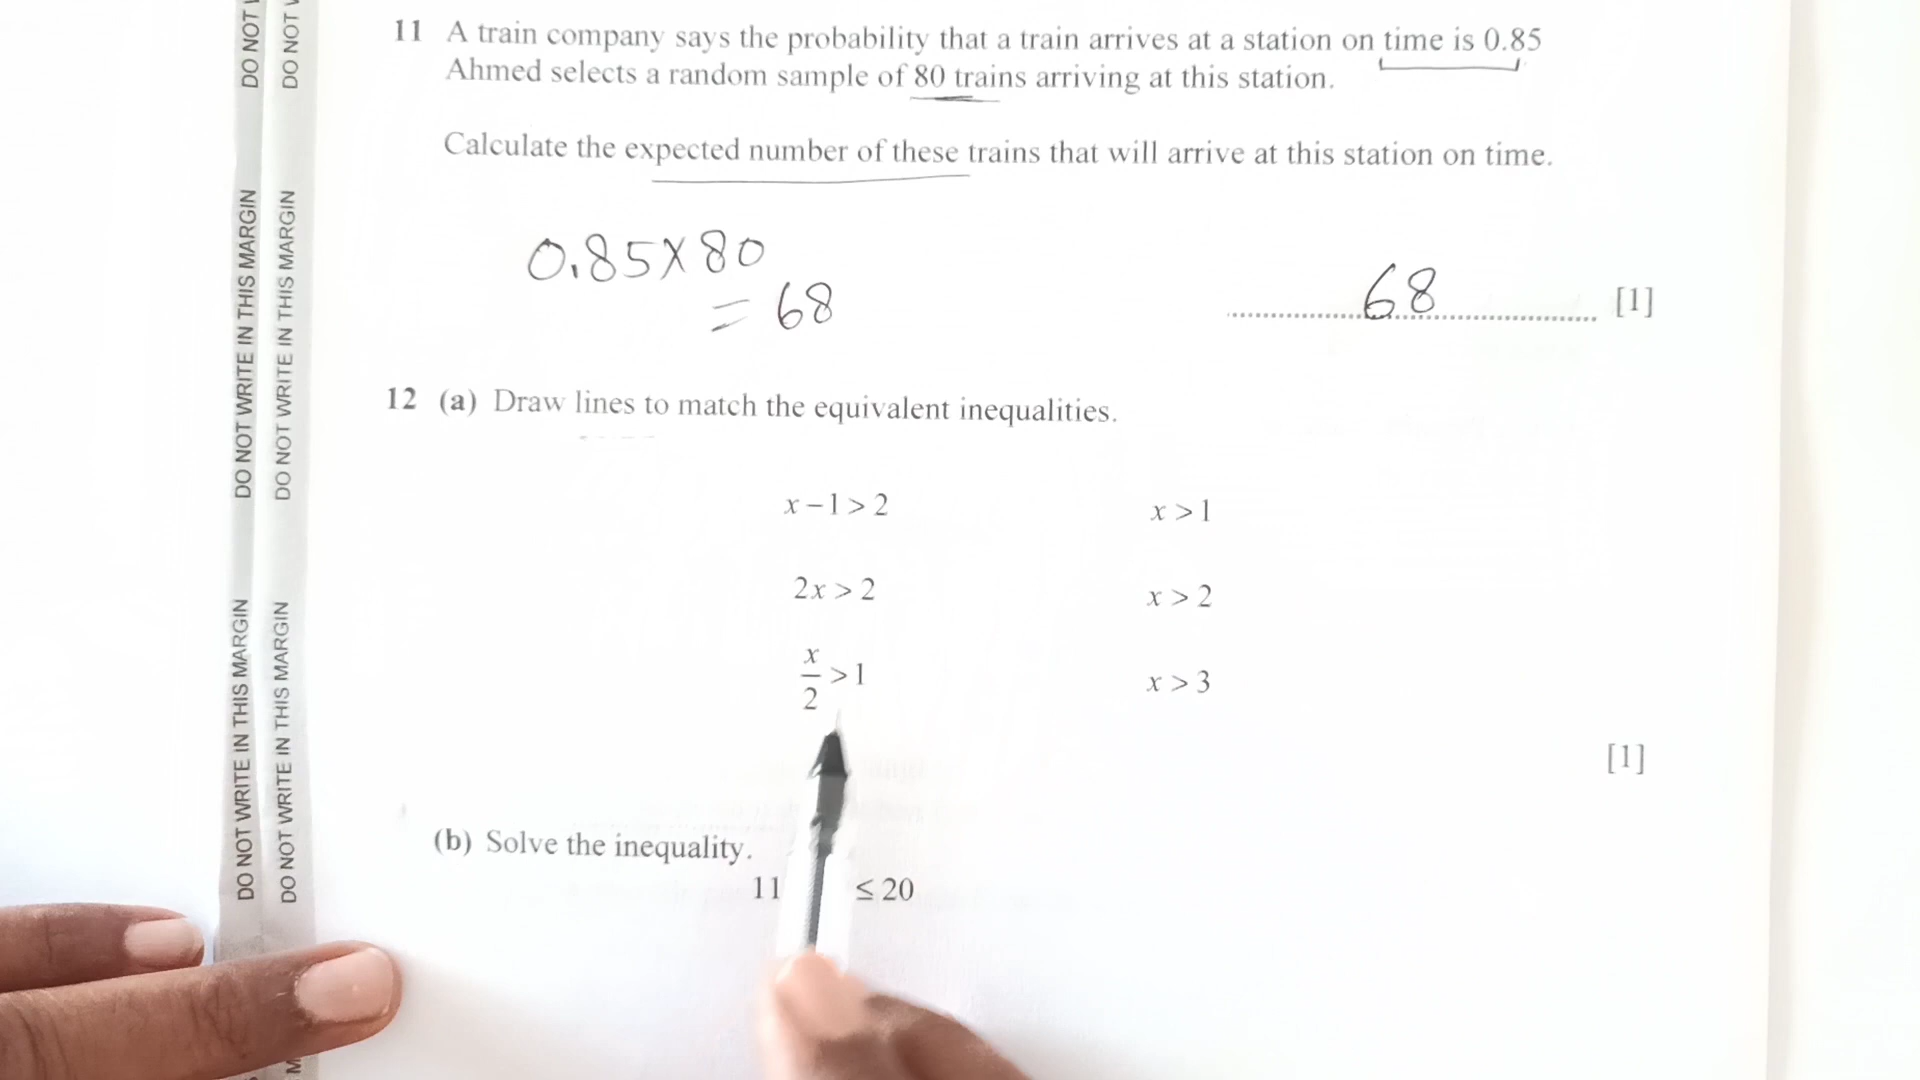 11 A train company says the probability that a train arrives at a station on time is 0.85
Ahmed selects a random sample of 80 trains arriving at this station.
Calculate the expected number of these trains that will arrive at this station on time.
0.85×80
= 68
68 [1]
12 (a) Draw lines to match the equivalent inequalities.
x − 1 > 2 x > 1
2x > 2 x > 2
x/2 > 1 x > 3
[1]
(b) Solve the inequality.
11 ≤ 20
DO NOT WRITE IN THIS MARGIN
DO NOT WRITE IN THIS MARGIN
DO NOT WRITE IN THIS MARGIN
DO NOT WRITE IN THIS MARGIN
DO NOT
DO NOT